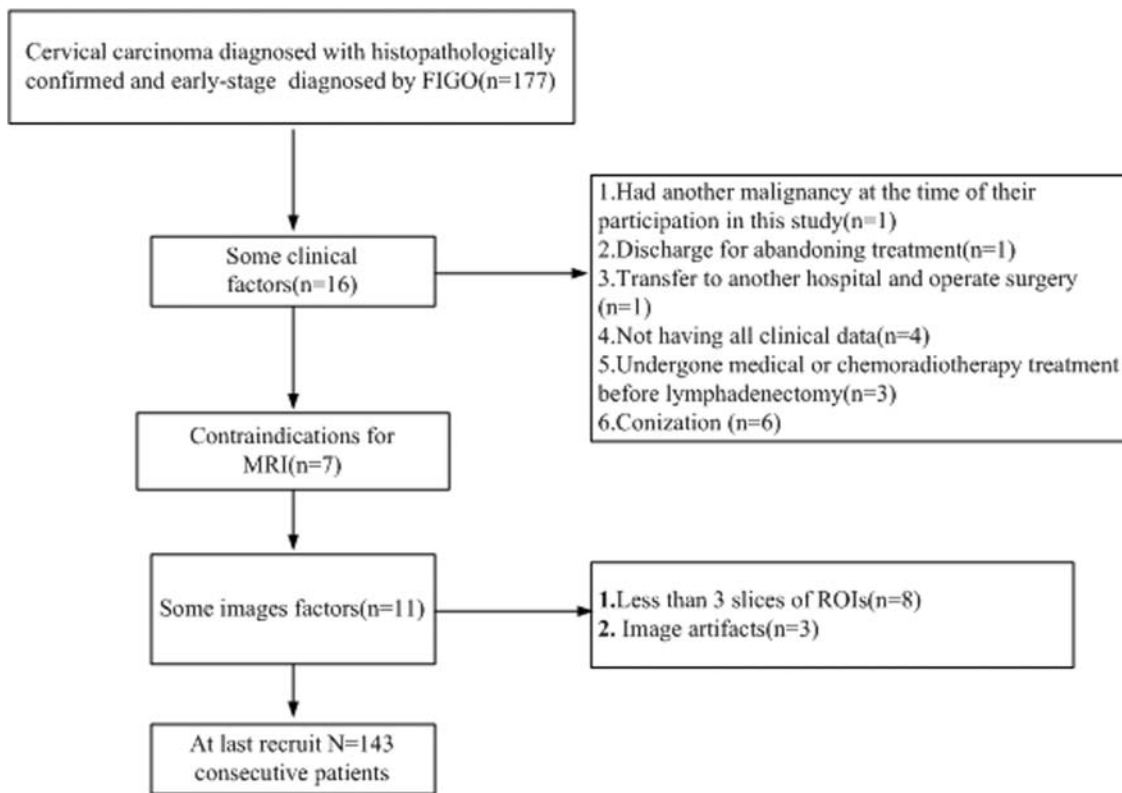 Cervical carcinoma diagnosed with histopathologically
confirmed and early-stage diagnosed by FIGO(n=177)
Some clinical
factors(n=16)
1.Had another malignancy at the time of their
participation in this study(n=1)
2.Discharge for abandoning treatment(n=1)
3.Transfer to another hospital and operate surgery
(n=1)
4.Not having all clinical data(n=4)
5.Undergone medical or chemoradiotherapy treatment
before lymphadenectomy(n=3)
6.Conization (n=6)
Contraindications for
MRI(n=7)
Some images factors(n=11)
1.Less than 3 slices of ROIs(n=8)
2. Image artifacts(n=3)
At last recruit N=143
consecutive patients